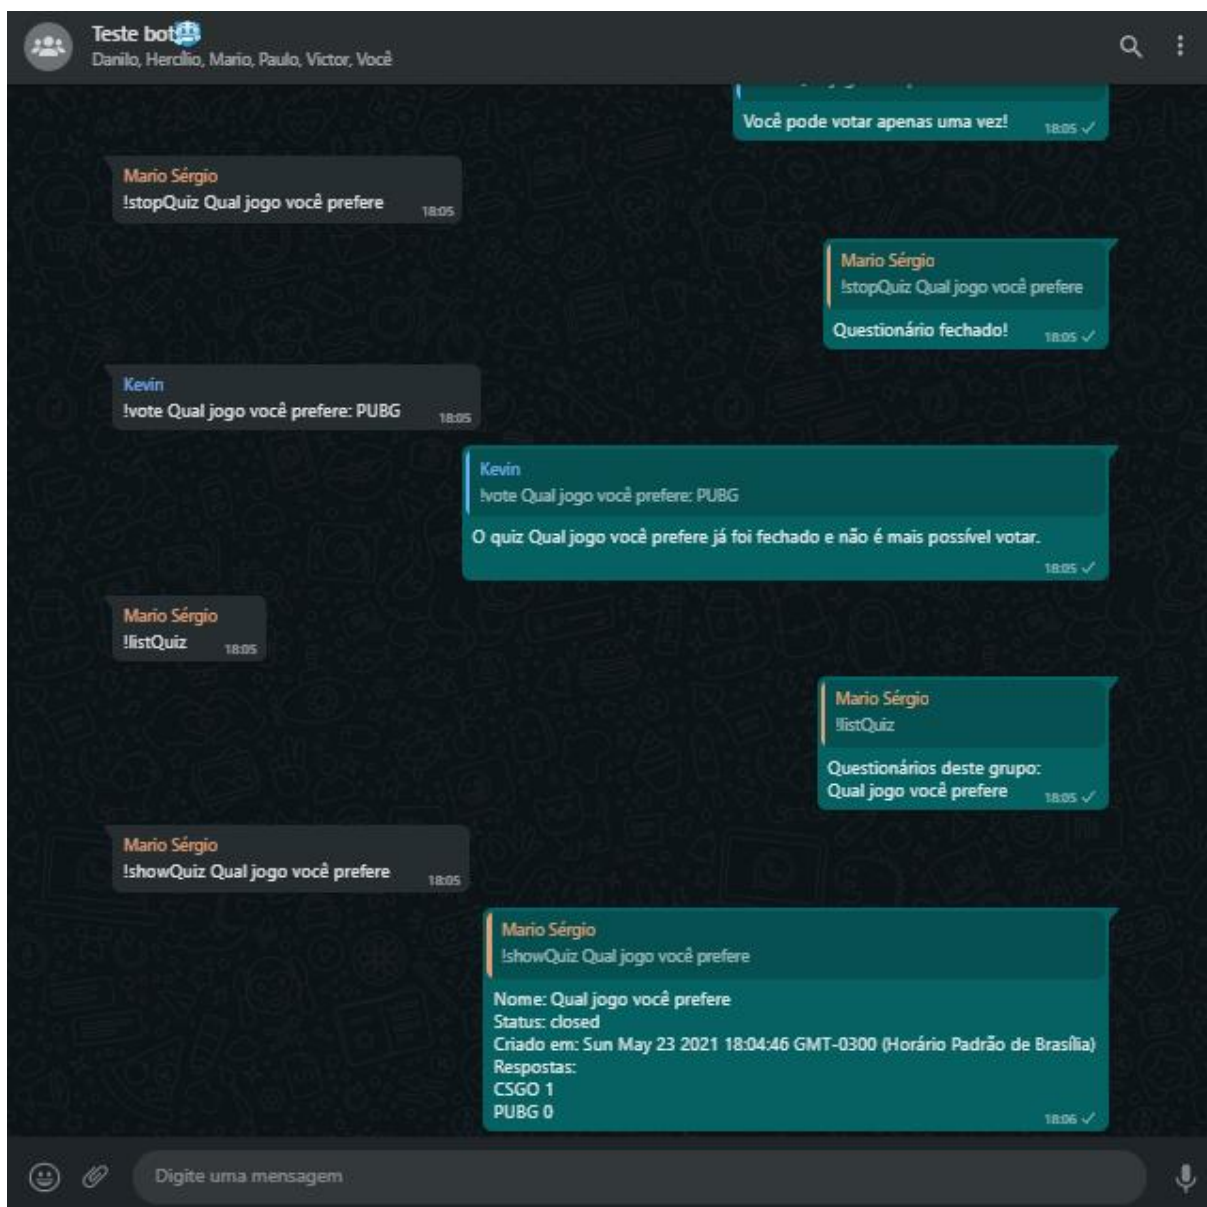 Teste bot
Danilo, Hercílio, Mario, Paulo, Victor, Você
Você pode votar apenas uma vez!
18:05
Mario Sérgio
!stopQuiz Qual jogo você prefere
18:05
Mario Sérgio
!stopQuiz Qual jogo você prefere
Questionário fechado!
18:05
Kevin
!vote Qual jogo você prefere: PUBG
18:05
Kevin
!vote Qual jogo você prefere: PUBG
O quiz Qual jogo você prefere já foi fechado e não é mais possível votar.
18:05
Mario Sérgio
!listQuiz
18:05
Mario Sérgio
!listQuiz
Questionários deste grupo:
Qual jogo você prefere
18:05
Mario Sérgio
!showQuiz Qual jogo você prefere
18:05
Mario Sérgio
!showQuiz Qual jogo você prefere
Nome: Qual jogo você prefere
Status: closed
Criado em: Sun May 23 2021 18:04:46 GMT-0300 (Horário Padrão de Brasília)
Respostas:
CSGO 1
PUBG 0
18:06
Digite uma mensagem